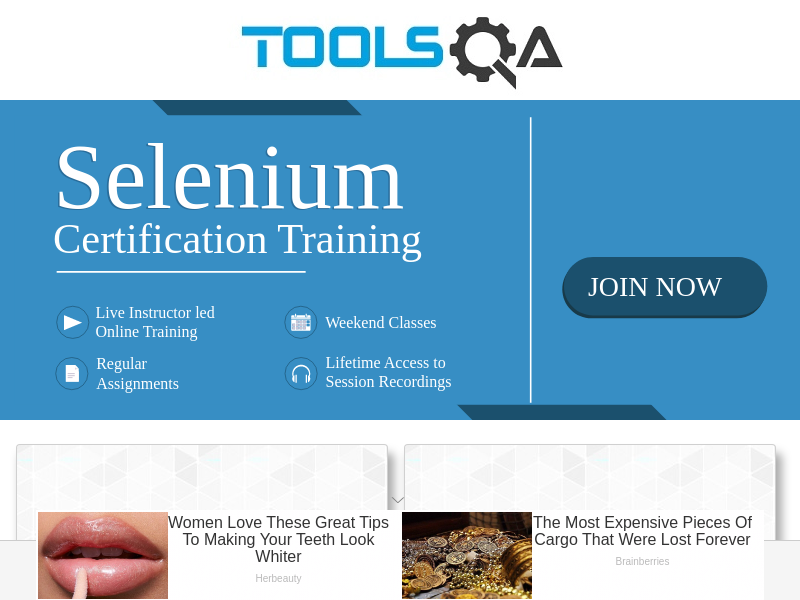 TOOLSQA
Selenium
Certification Training
JOIN NOW
Live Instructor led
Online Training
Weekend Classes
Regular
Assignments
Lifetime Access to
Session Recordings
Women Love These Great Tips
To Making Your Teeth Look
Whiter
Herbeauty
The Most Expensive Pieces Of
Cargo That Were Lost Forever
Brainberries